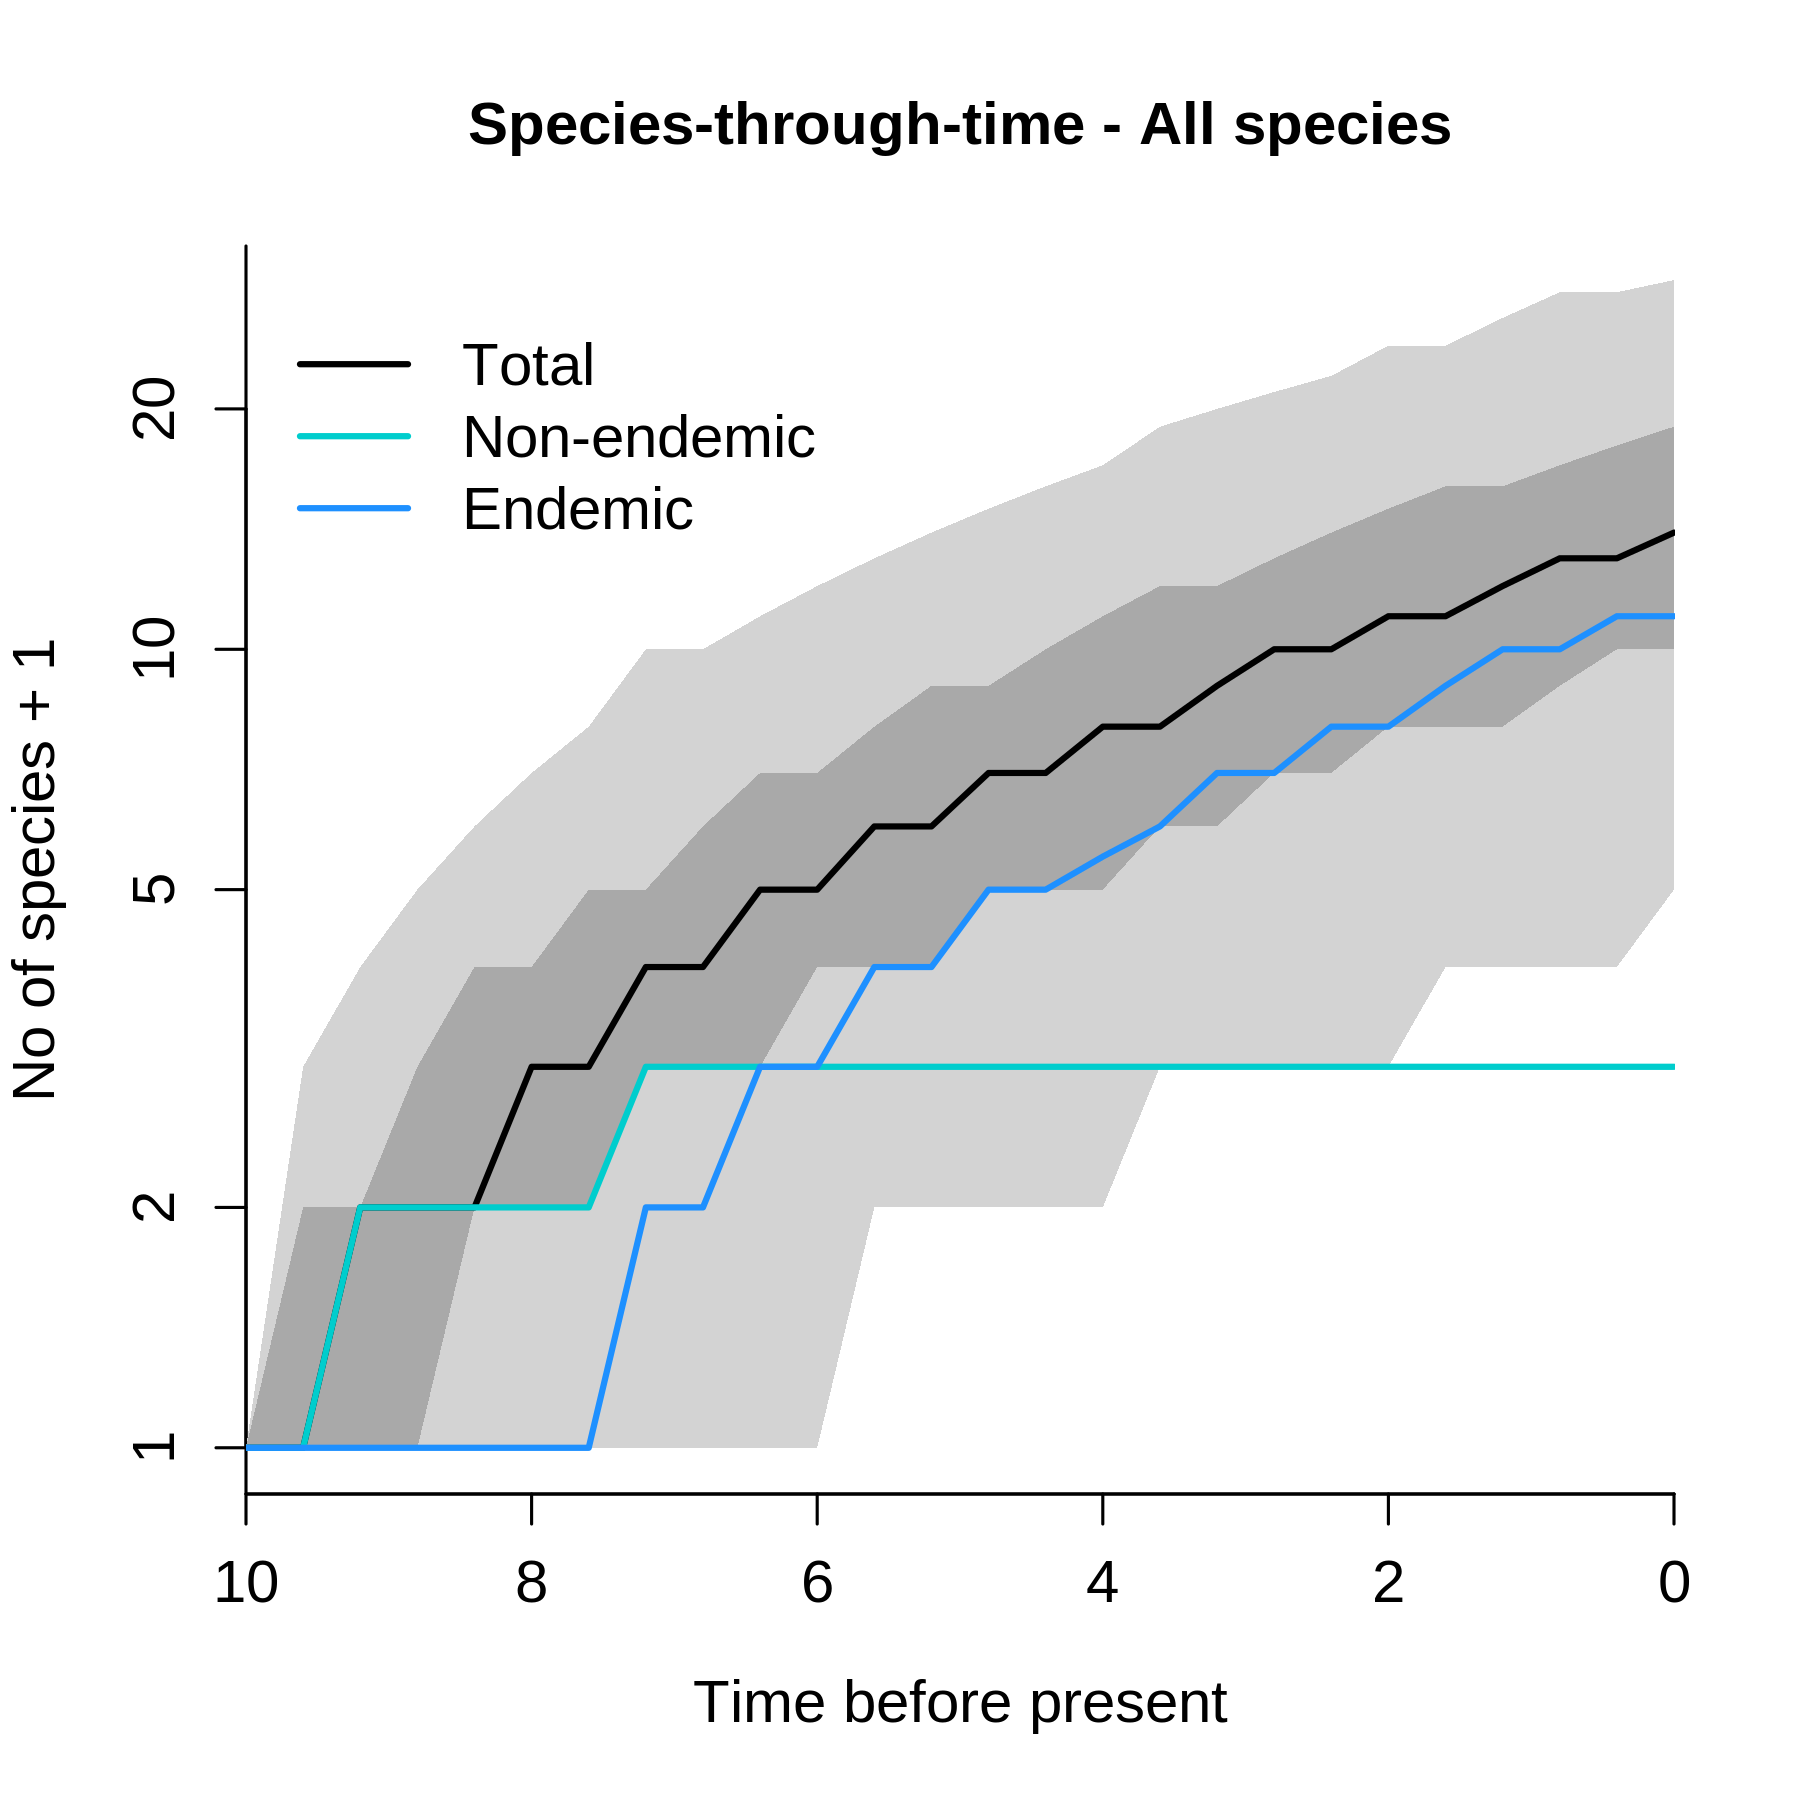 Species-through-time - All species
Total
Non-endemic
Endemic
No of species + 1
20
10
5
2
1
10 8 6 4 2 0
Time before present